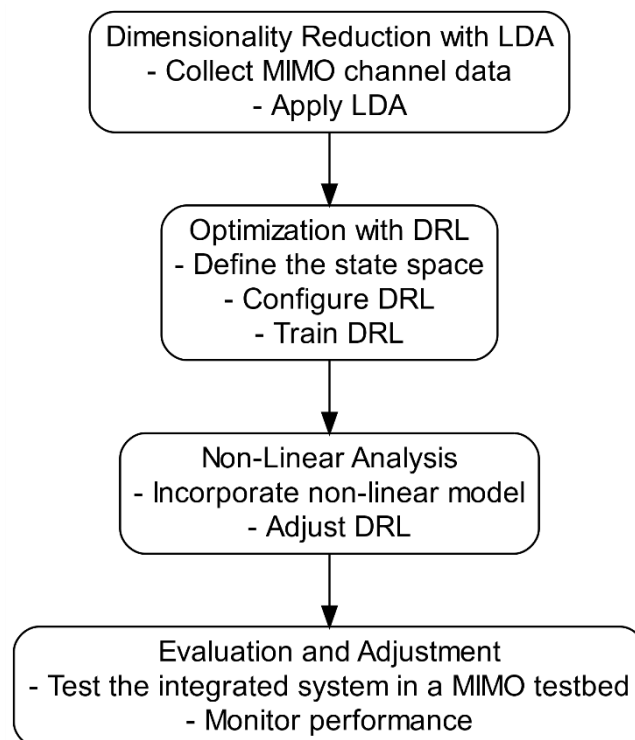 Dimensionality Reduction with LDA
- Collect MIMO channel data
- Apply LDA
Optimization with DRL
- Define the state space
- Configure DRL
- Train DRL
Non-Linear Analysis
- Incorporate non-linear model
- Adjust DRL
Evaluation and Adjustment
- Test the integrated system in a MIMO testbed
- Monitor performance